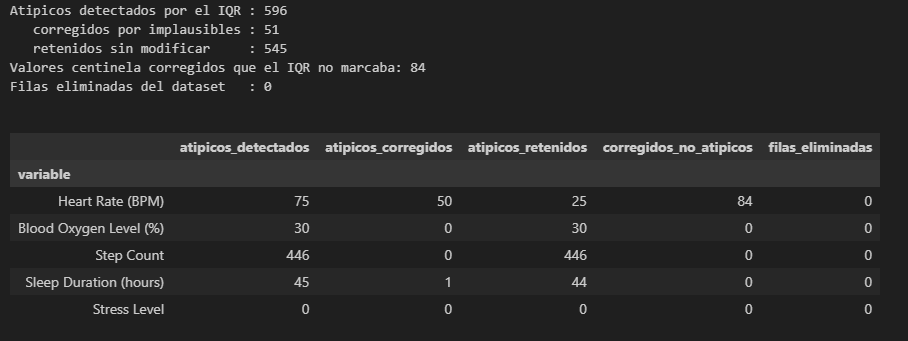 Atipicos detectados por el IQR : 596
   corregidos por implausibles : 51
   retenidos sin modificar     : 545
Valores centinela corregidos que el IQR no marcaba: 84
Filas eliminadas del dataset   : 0
atipicos_detectados atipicos_corregidos atipicos_retenidos corregidos_no_atipicos filas_eliminadas
variable
Heart Rate (BPM) 75 50 25 84 0
Blood Oxygen Level (%) 30 0 30 0 0
Step Count 446 0 446 0 0
Sleep Duration (hours) 45 1 44 0 0
Stress Level 0 0 0 0 0